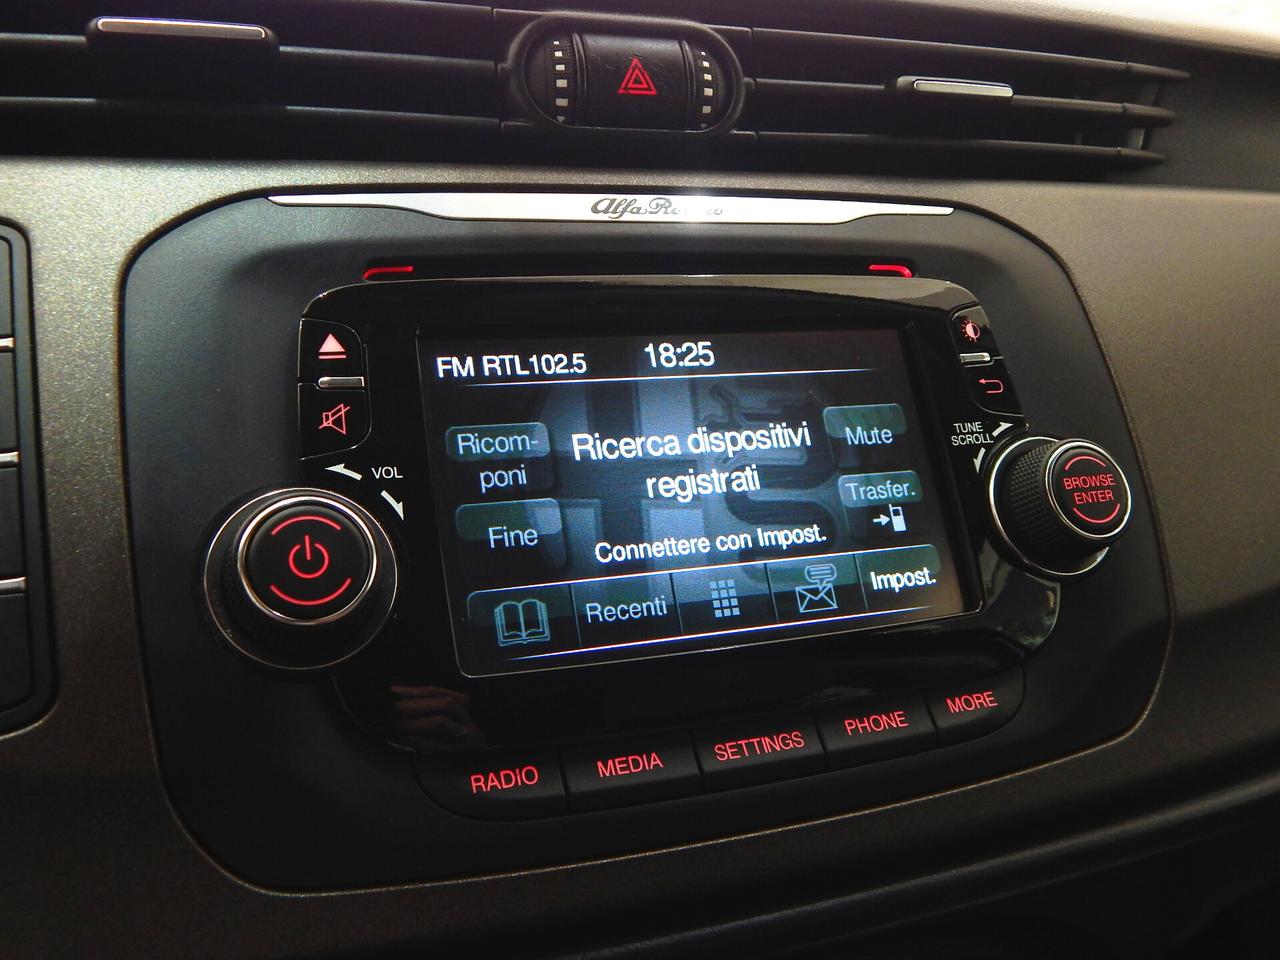 Alfa Romeo
FM RTL102.5 18:25
Ricom-
poni
Ricerca dispositivi
registrati
Mute
Fine
Trasfer.
Connettere con Impost.
Recenti
Impost.
VOL
TUNE
SCROLL
BROWSE
ENTER
RADIO
MEDIA
SETTINGS
PHONE
MORE